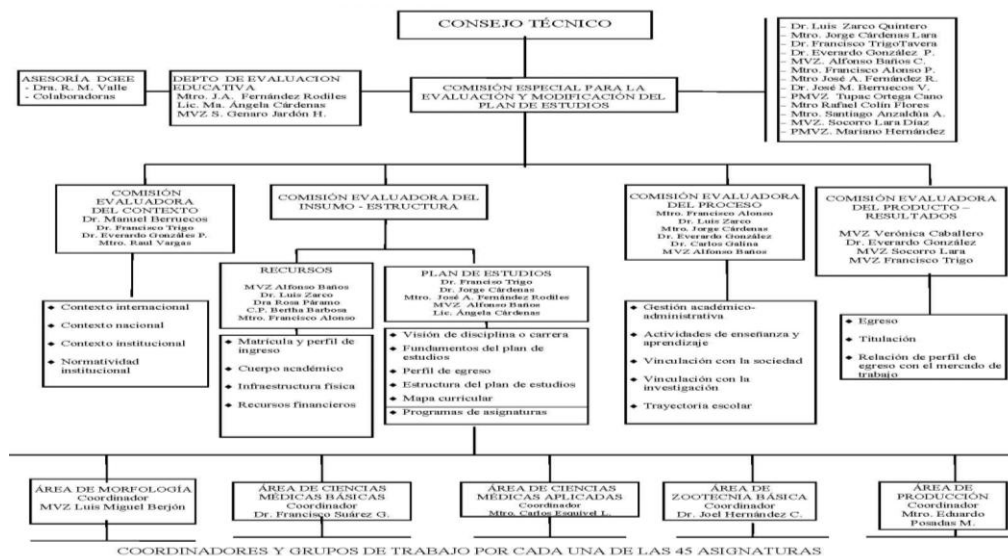 CONSEJO TÉCNICO
ASESORÍA DGEE
- Dra. R. M. Valle
- Colaboradoras
DEPTO DE EVALUACION
EDUCATIVA
Mtro. J.A. Fernández Rodiles
Lic. Ma. Ángela Cárdenas
MVZ S. Genaro Jardón H.
COMISIÓN ESPECIAL PARA LA
EVALUACIÓN Y MODIFICACIÓN DEL
PLAN DE ESTUDIOS
– Dr. Luis Zarco Quintero
– Mtro. Jorge Cárdenas Lara
– Dr. Francisco TrigoTavera
– Dr. Everardo González P.
– MVZ. Alfonso Baños C.
– Mtro. Francisco Alonso P.
– Mtro José A. Fernández R.
– Dr. José M. Berruecos V.
– PMVZ Tupac Ortega Cano
– Mtro Rafael Colín Flores
– Mtro. Santiago Anzaldúa A.
– MVZ. Socorro Lara Díaz
– PMVZ. Mariano Hernández
COMISIÓN
EVALUADORA
DEL CONTEXTO
Dr. Manuel Berruecos
Dr. Francisco Trigo
Dr. Everardo Gonzáles P.
Mtro. Raul Vargas
◆ Contexto internacional
◆ Contexto nacional
◆ Contexto institucional
◆ Normatividad
institucional
COMISIÓN EVALUADORA DEL
INSUMO - ESTRUCTURA
RECURSOS
MVZ Alfonso Baños
Dr. Luis Zarco
Dra Rosa Páramo
C.P. Bertha Barbosa
Mtro. Francisco Alonso
◆ Matrícula y perfil de
ingreso
◆ Cuerpo académico
◆ Infraestructura física
◆ Recursos financieros
PLAN DE ESTUDIOS
Dr. Franciso Trigo
Dr. Jorge Cárdenas
Mtro. José A. Fernández Rodiles
MVZ Alfonso Baños
Lic. Ángela Cárdenas
◆ Visión de disciplina o carrera
◆ Fundamentos del plan de
estudios
◆ Perfil de egreso
◆ Estructura del plan de estudios
◆ Mapa curricular
◆ Programas de asignaturas
COMISIÓN EVALUADORA
DEL PROCESO
Mtro. Francisco Alonso
Dr. Luis Zarco
Mtro. Jorge Cárdenas
Dr. Everardo González
Dr. Carlos Galina
MVZ Alfonso Baños
◆ Gestión académico-
administrativa
◆ Actividades de enseñanza y
aprendizaje
◆ Vinculación con la sociedad
◆ Vinculación con la
investigación
◆ Trayectoria escolar
COMISIÓN EVALUADORA
DEL PRODUCTO –
RESULTADOS
MVZ Verónica Caballero
Dr. Everardo González
MVZ Socorro Lara
MVZ Francisco Trigo
◆ Egreso
◆ Titulación
◆ Relación de perfil de
egreso con el mercado de
trabajo
ÁREA DE MORFOLOGÍA
Coordinador
MVZ Luis Miguel Berjón
ÁREA DE CIENCIAS
MÉDICAS BÁSICAS
Coordinador
Dr. Francisco Suárez G.
ÁREA DE CIENCIAS
MÉDICAS APLICADAS
Coordinador
Mtro. Carlos Esquivel L.
ÁREA DE
ZOOTECNIA BÁSICA
Coordinador
Dr. Joel Hernández C.
ÁREA DE
PRODUCCIÓN
Coordinador
Mtro. Eduardo
Posadas M.
COORDINADORES Y GRUPOS DE TRABAJO POR CADA UNA DE LAS 45 ASIGNATURAS